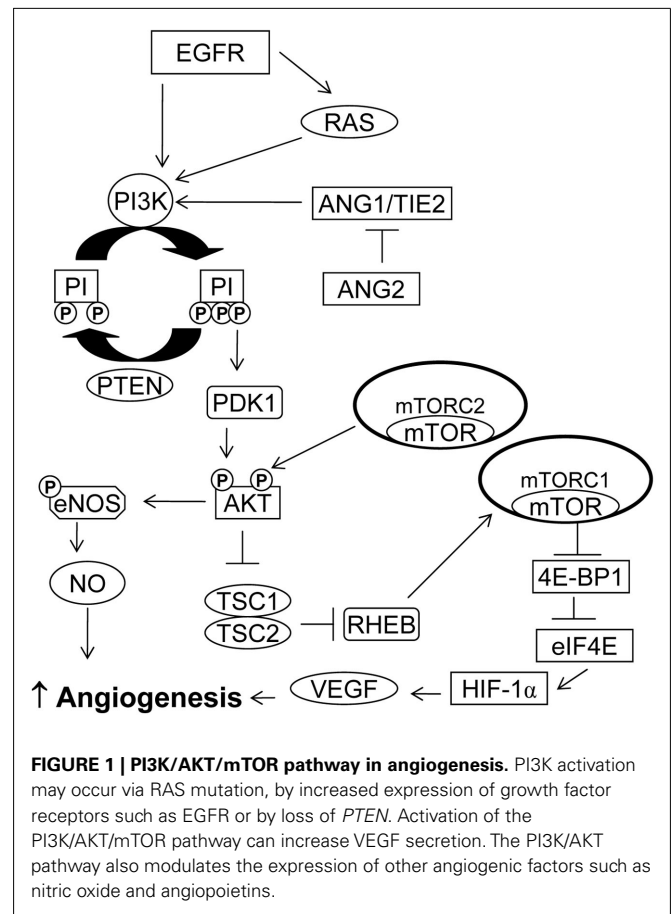 EGFR
RAS
PI3K
ANG1/TIE2
PI
P P
PI
PPP
ANG2
PTEN
PDK1
mTORC2
mTOR
P P
AKT
P
eNOS
mTORC1
mTOR
NO
TSC1
TSC2
RHEB
4E-BP1
eIF4E
↑ Angiogenesis
VEGF
HIF-1α
FIGURE 1 | PI3K/AKT/mTOR pathway in angiogenesis. PI3K activation
may occur via RAS mutation, by increased expression of growth factor
receptors such as EGFR or by loss of PTEN. Activation of the
PI3K/AKT/mTOR pathway can increase VEGF secretion. The PI3K/AKT
pathway also modulates the expression of other angiogenic factors such as
nitric oxide and angiopoietins.